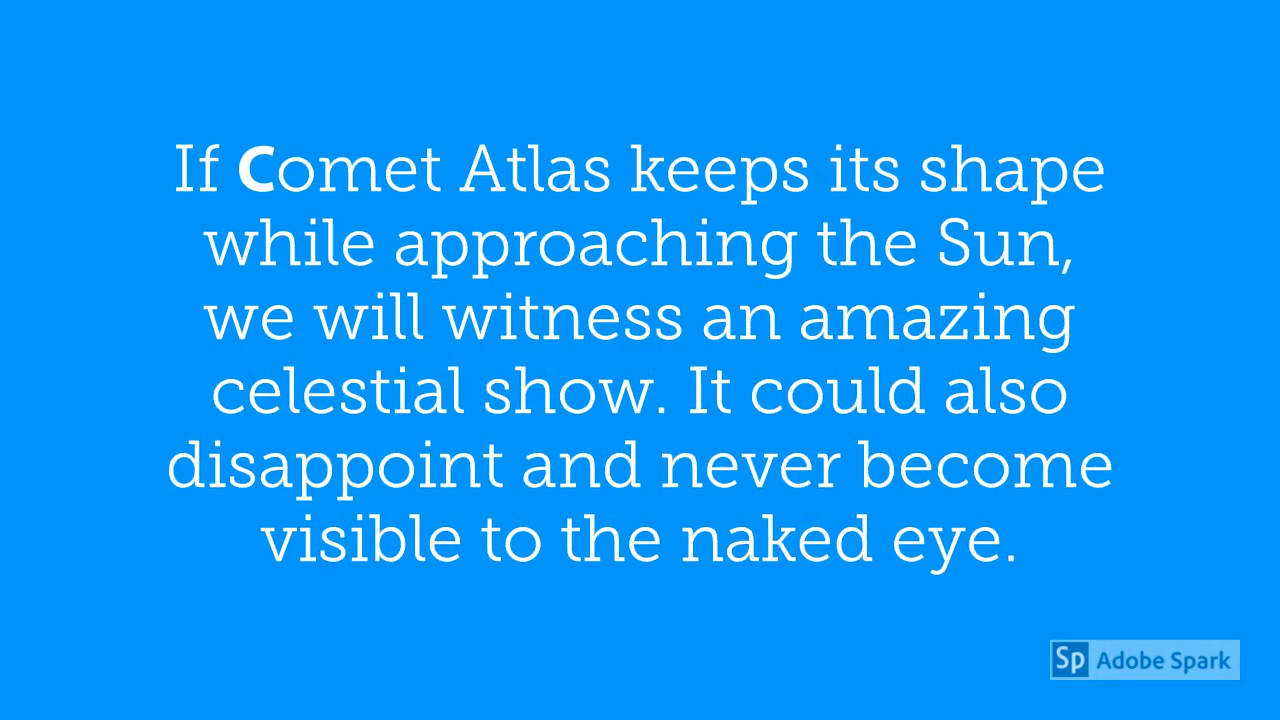 If Comet Atlas keeps its shape
while approaching the Sun,
we will witness an amazing
celestial show. It could also
disappoint and never become
visible to the naked eye.
Sp Adobe Spark